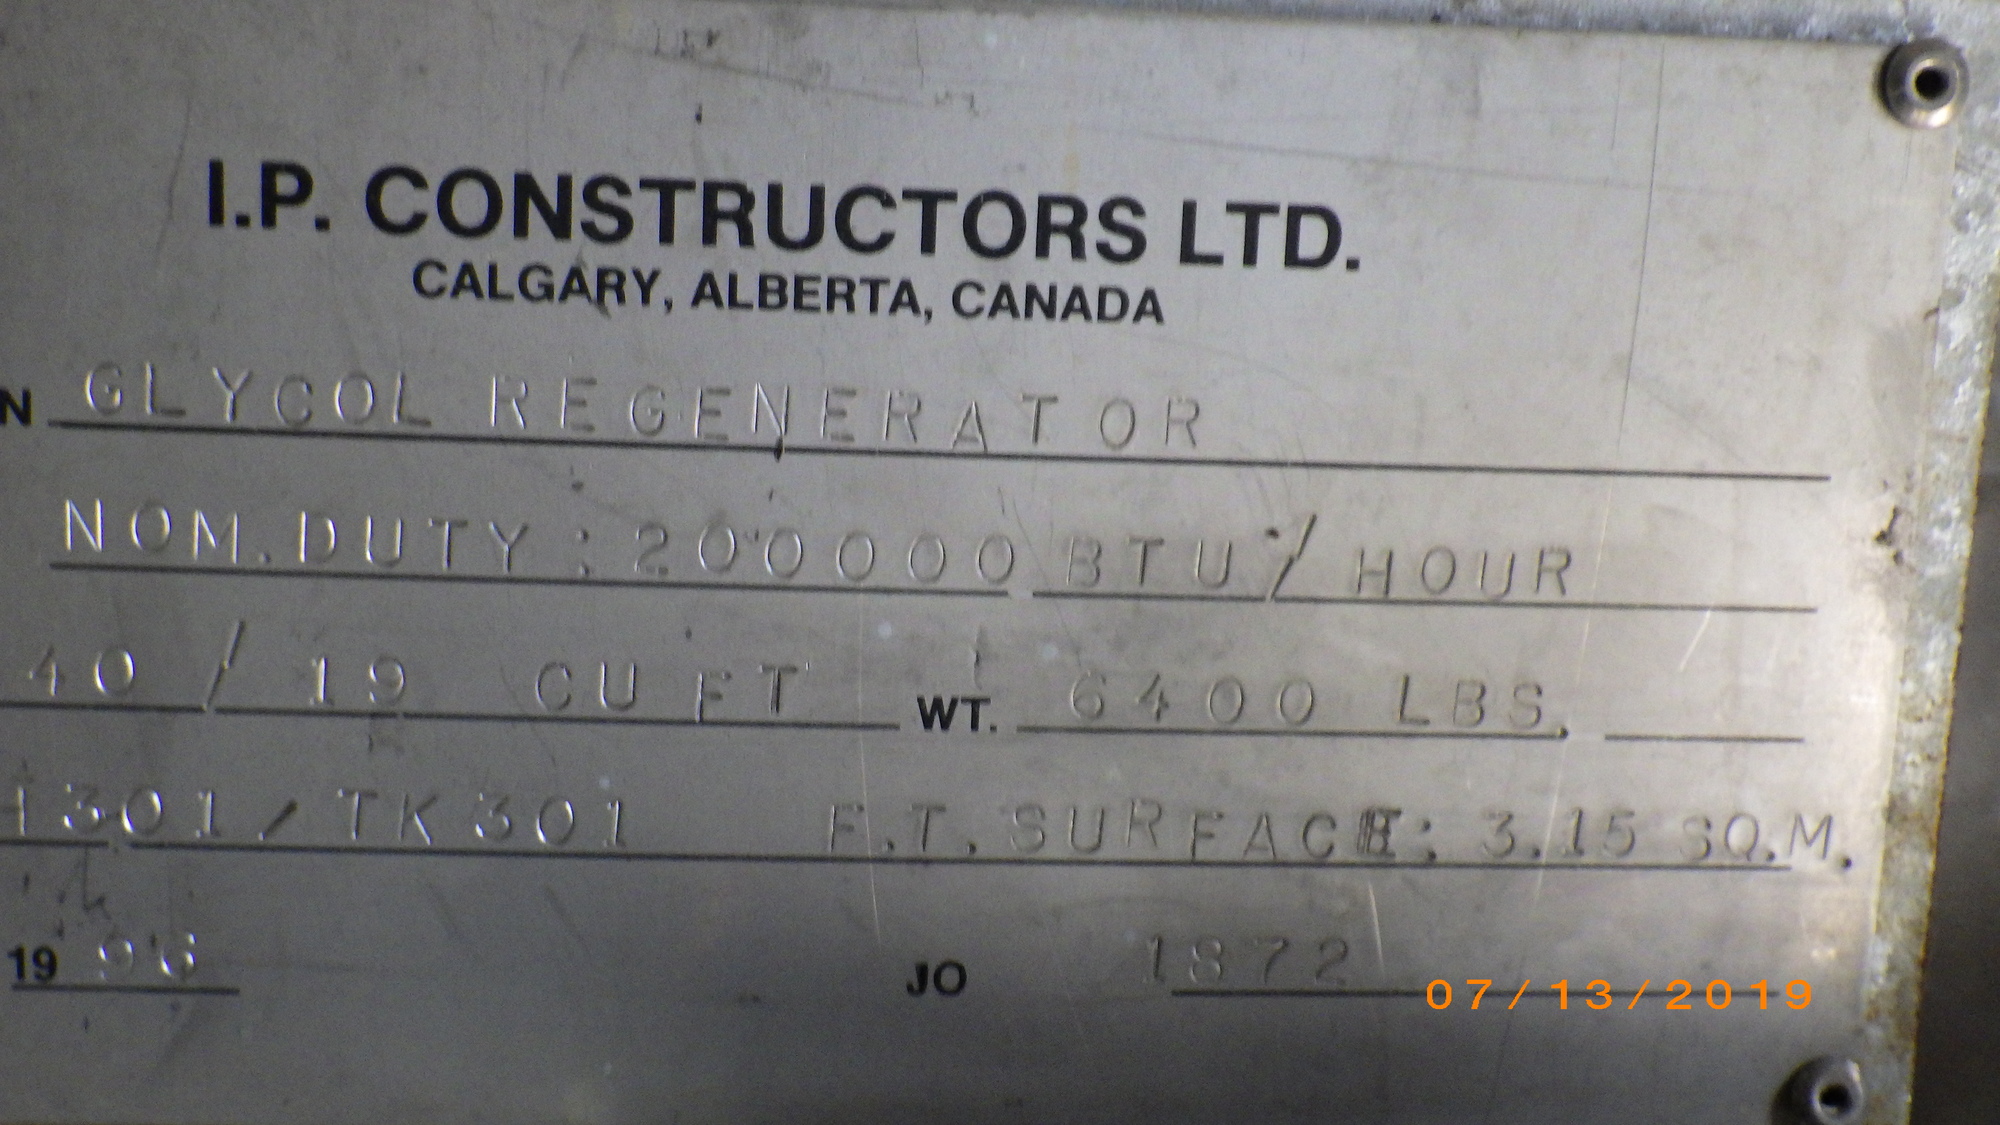 I.P. CONSTRUCTORS LTD.
CALGARY, ALBERTA, CANADA
N GLYCOL REGENERATOR
NOM. DUTY : 200000 BTU / HOUR
40 / 19 CU FT WT. 6400 LBS.
H301 / TK301 F.T. SURFACE: 3.15 SQ.M.
19 96 JO 1872
07/13/2019